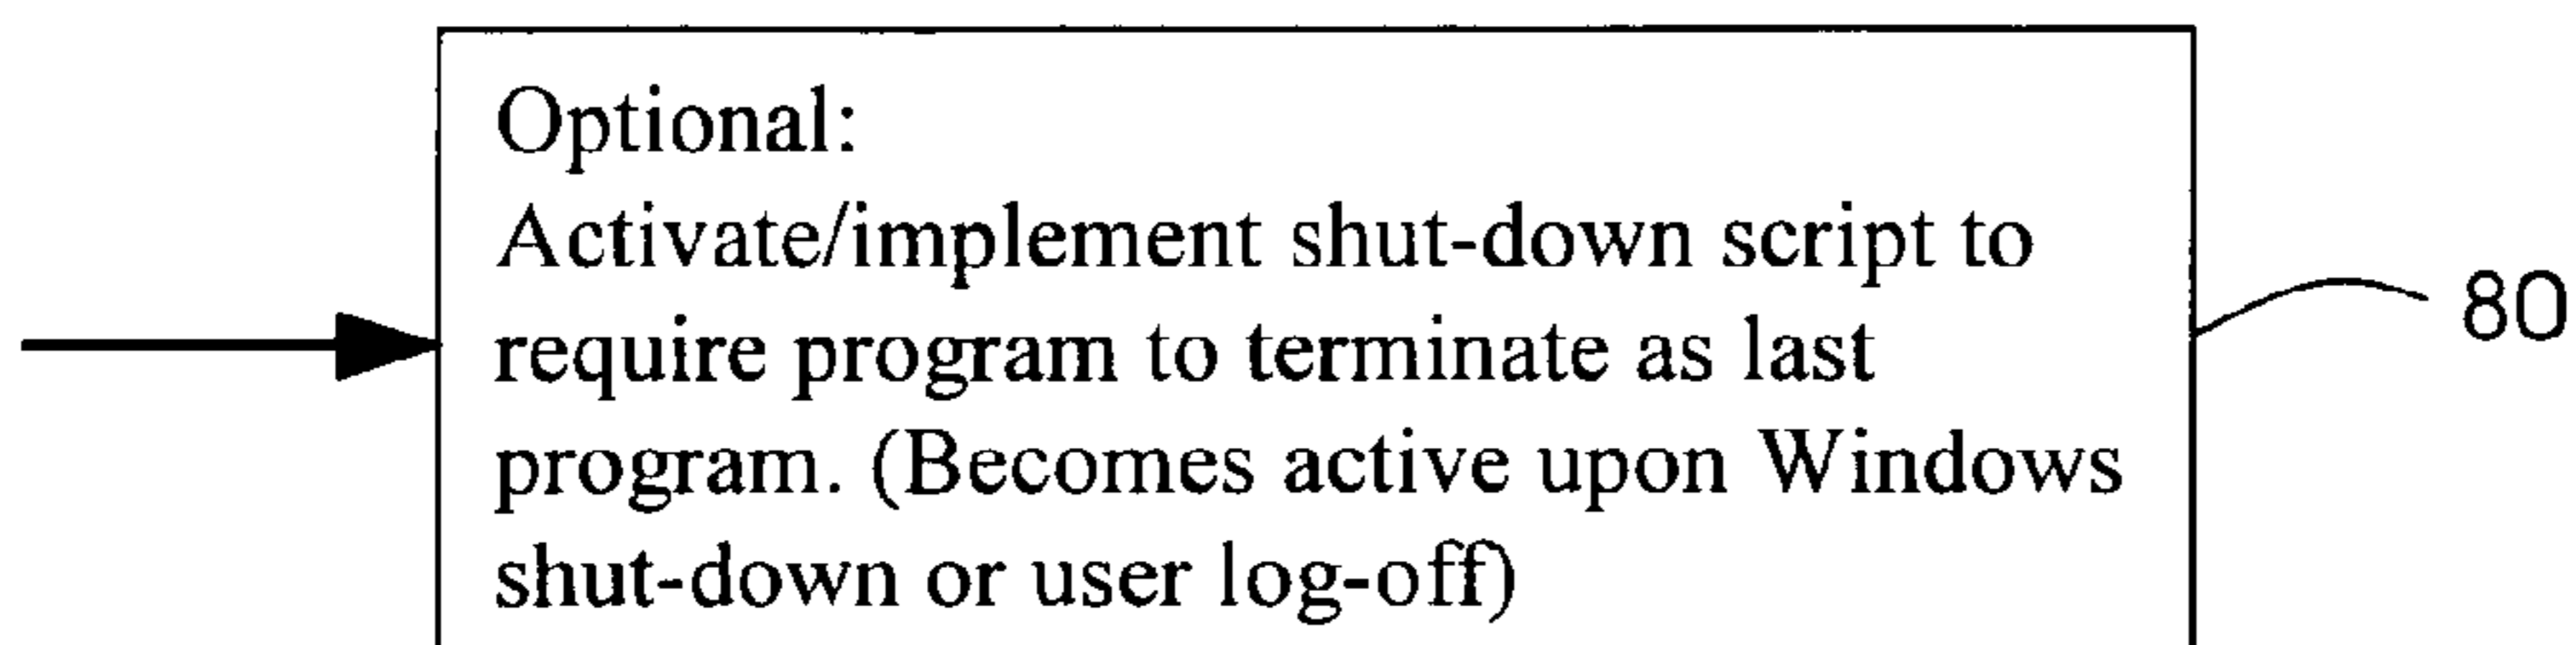 Optional:
Activate/implement shut-down script to
require program to terminate as last
program. (Becomes active upon Windows
shut-down or user log-off)
80